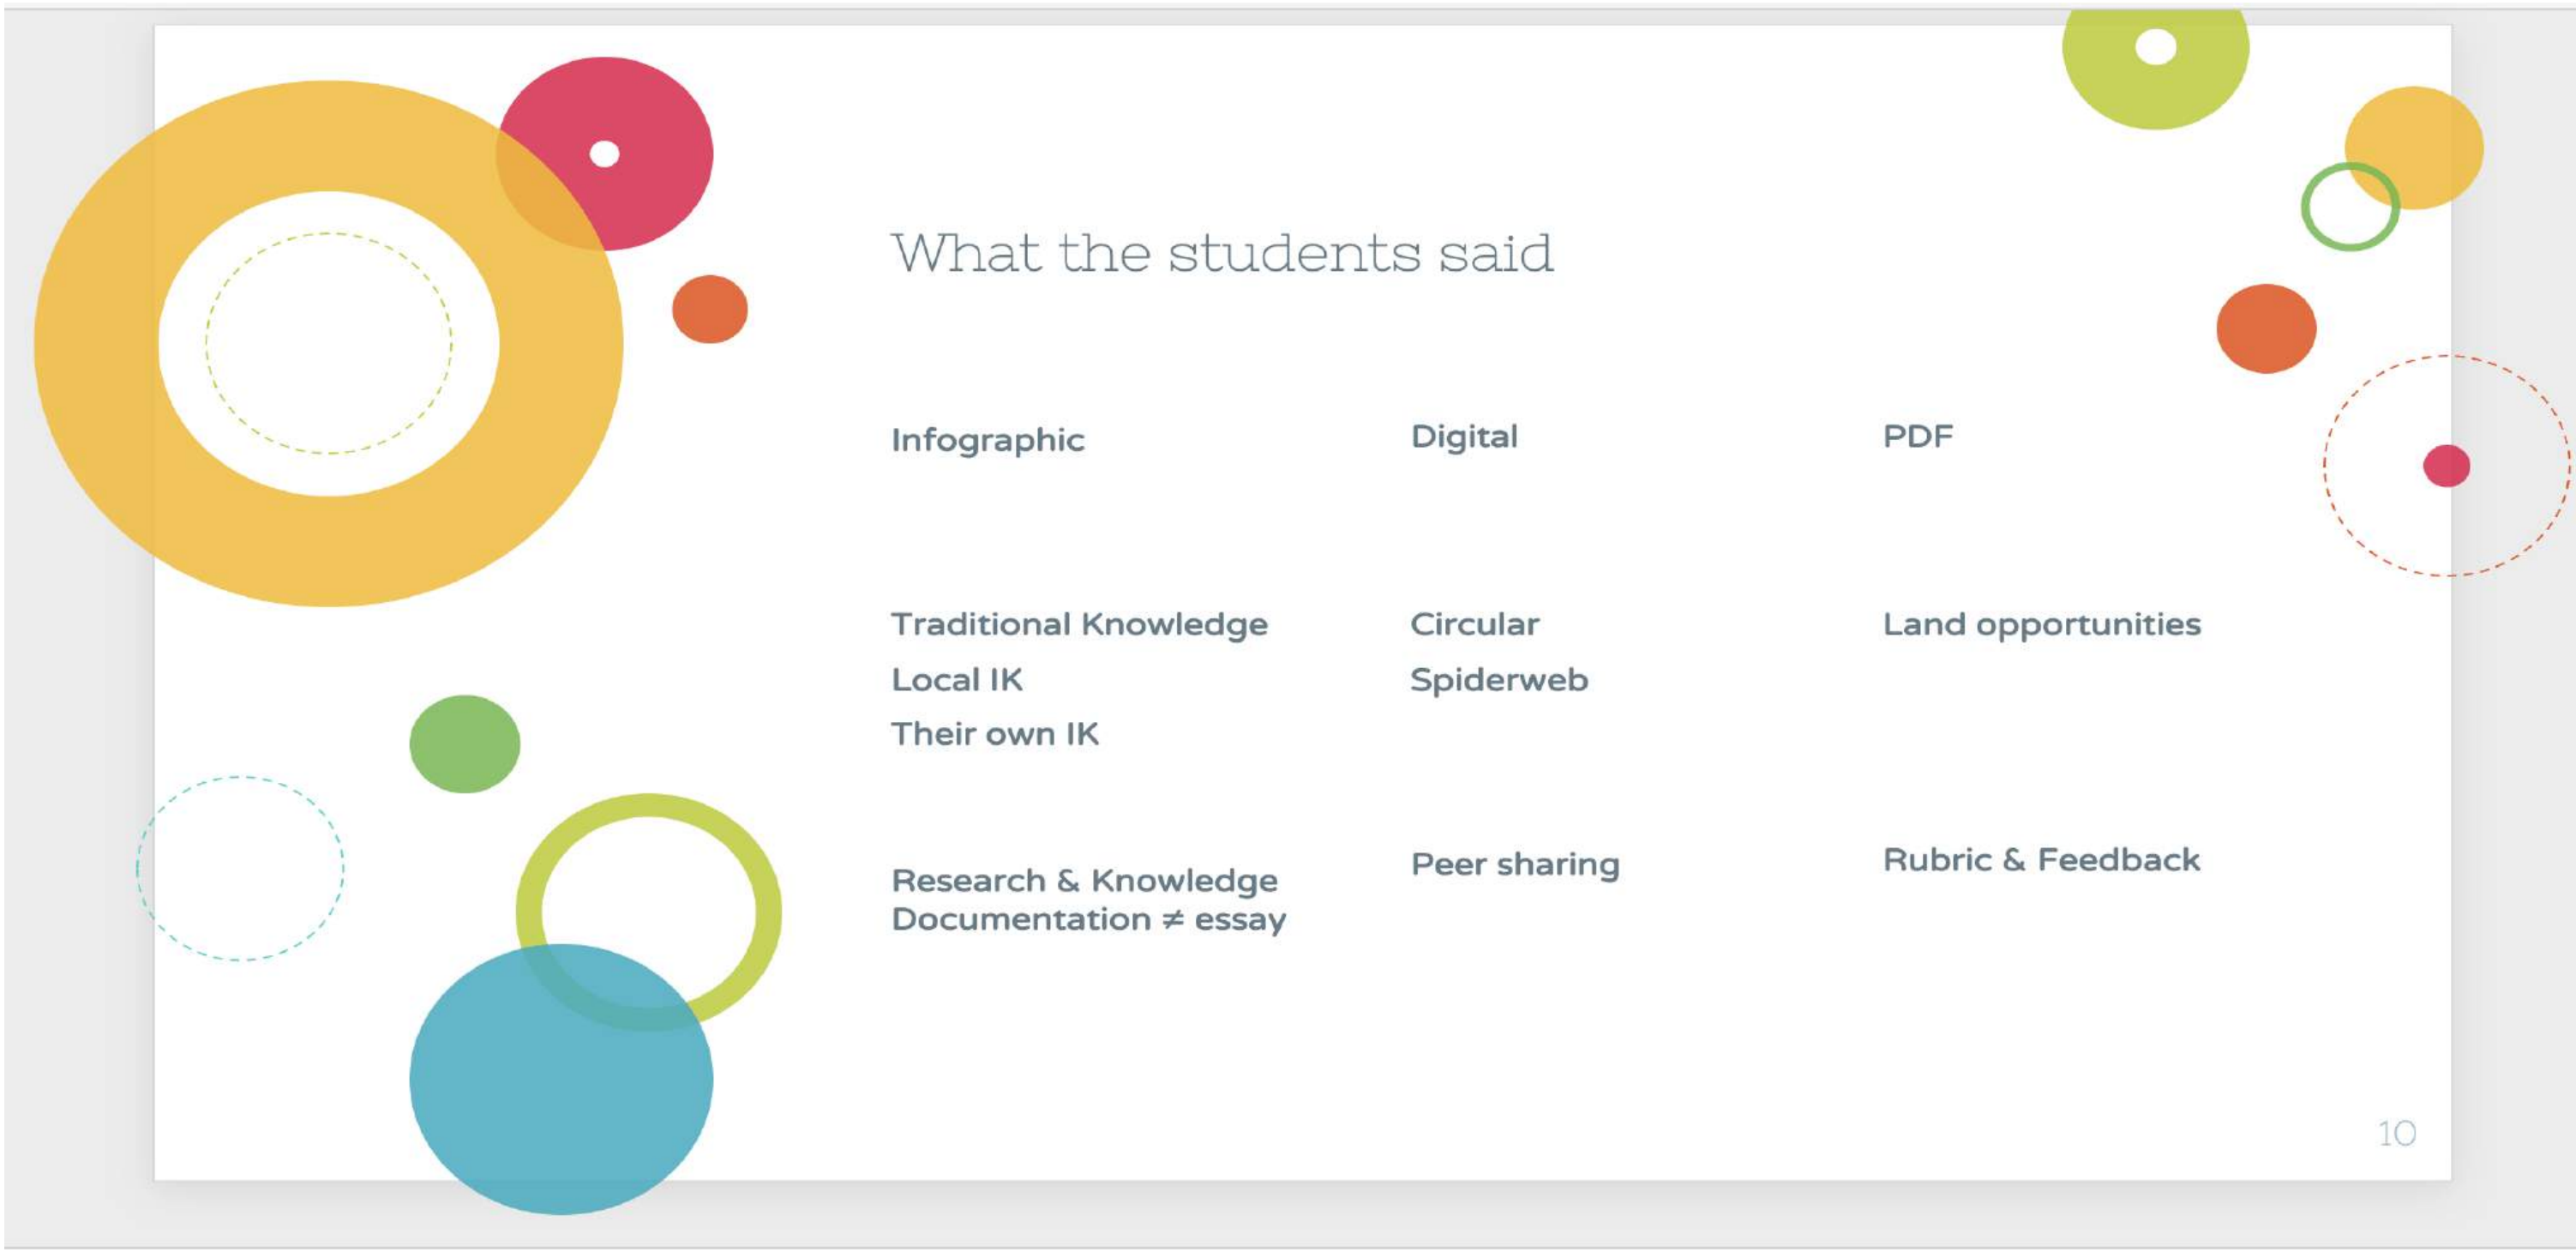 What the students said
Infographic
Digital
PDF
Traditional Knowledge
Local IK
Their own IK
Circular
Spiderweb
Land opportunities
Research & Knowledge
Documentation ≠ essay
Peer sharing
Rubric & Feedback
10